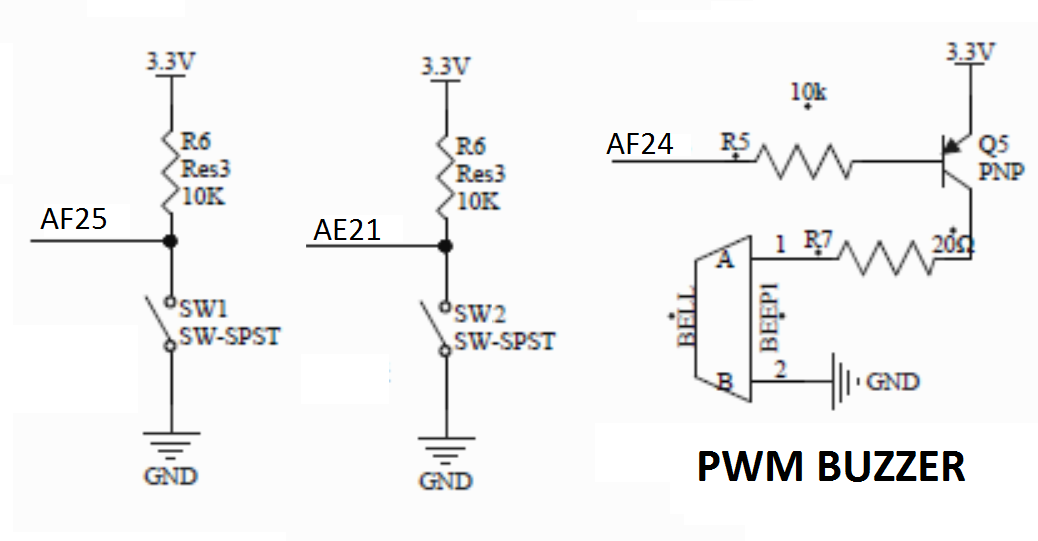 3.3V
R6
Res3
10K
AF25
SW1
SW-SPST
GND
3.3V
R6
Res3
10K
AE21
SW2
SW-SPST
GND
3.3V
10k
AF24
R5
Q5
PNP
1
R7
20Ω
A
BELL
BEEP1
B
2
GND
PWM BUZZER